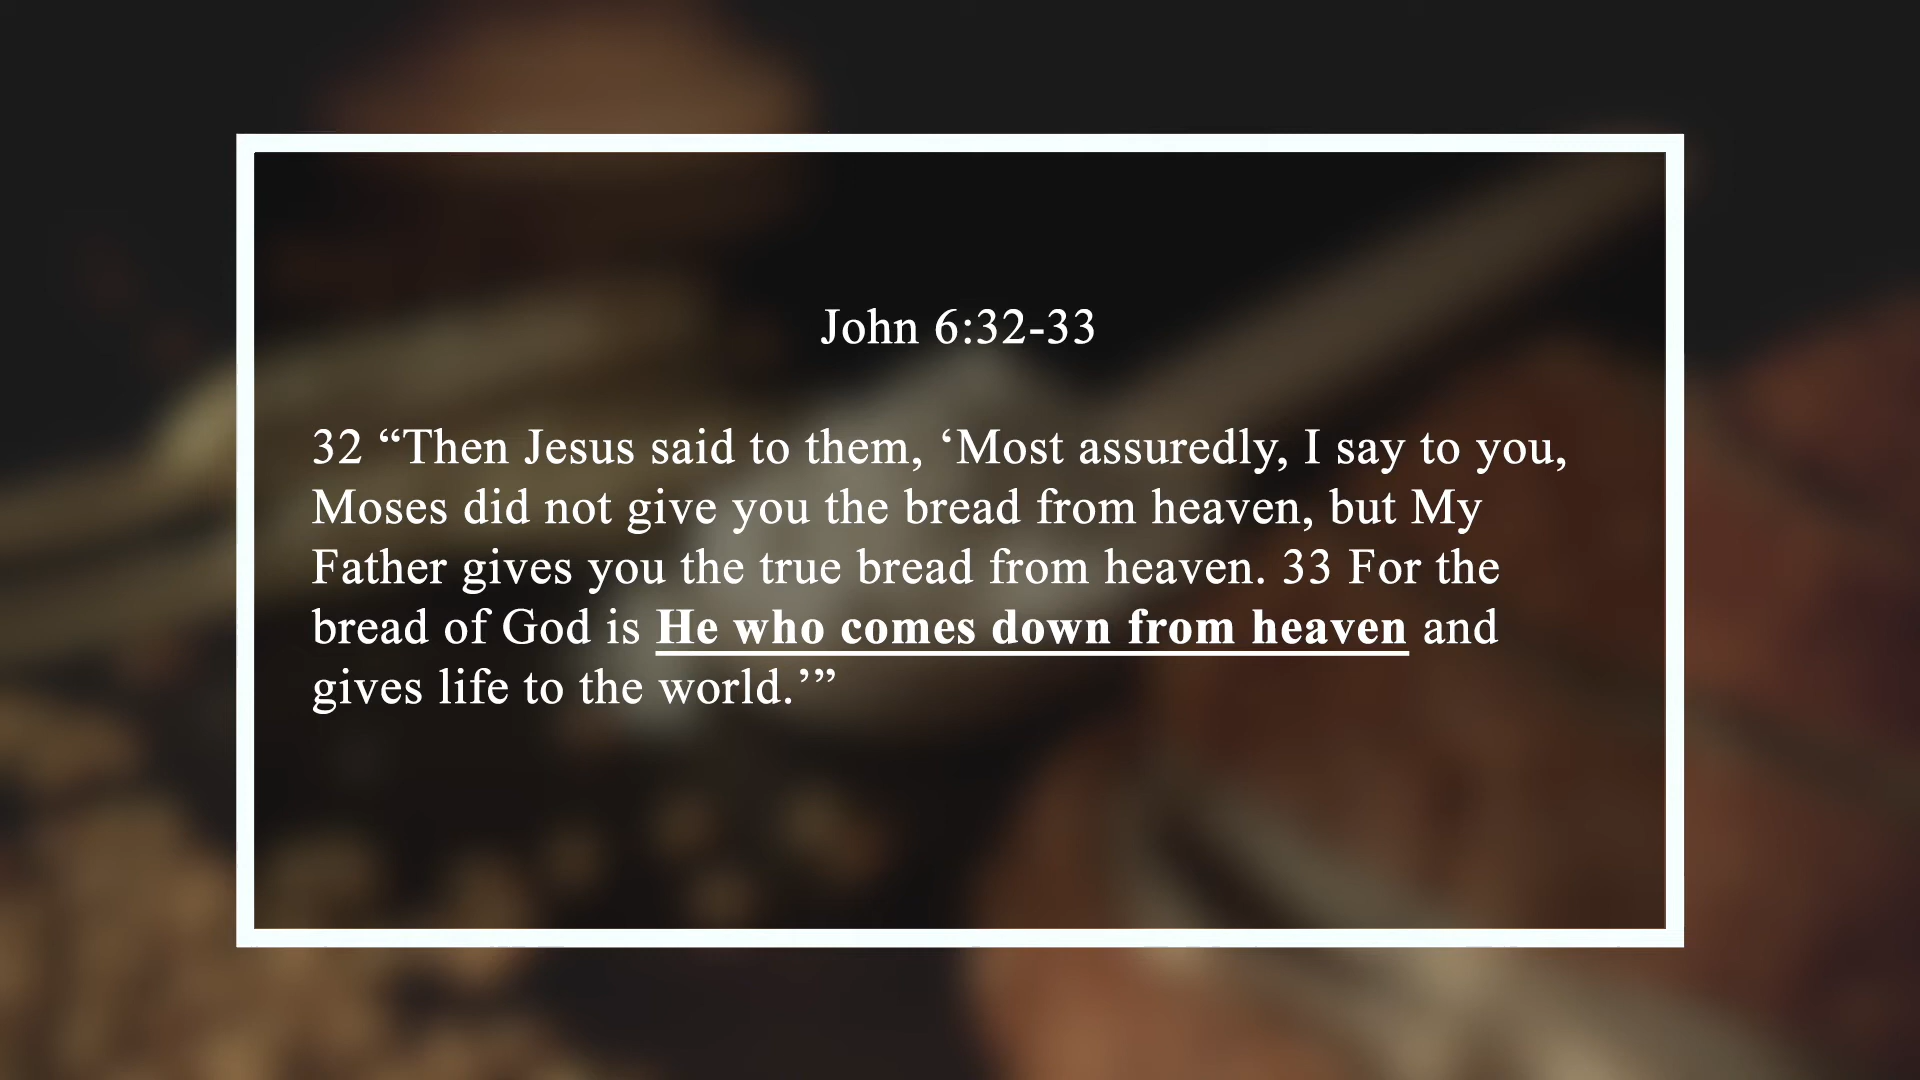 John 6:32-33
32 “Then Jesus said to them, ‘Most assuredly, I say to you,
Moses did not give you the bread from heaven, but My
Father gives you the true bread from heaven. 33 For the
bread of God is He who comes down from heaven and
gives life to the world.’”